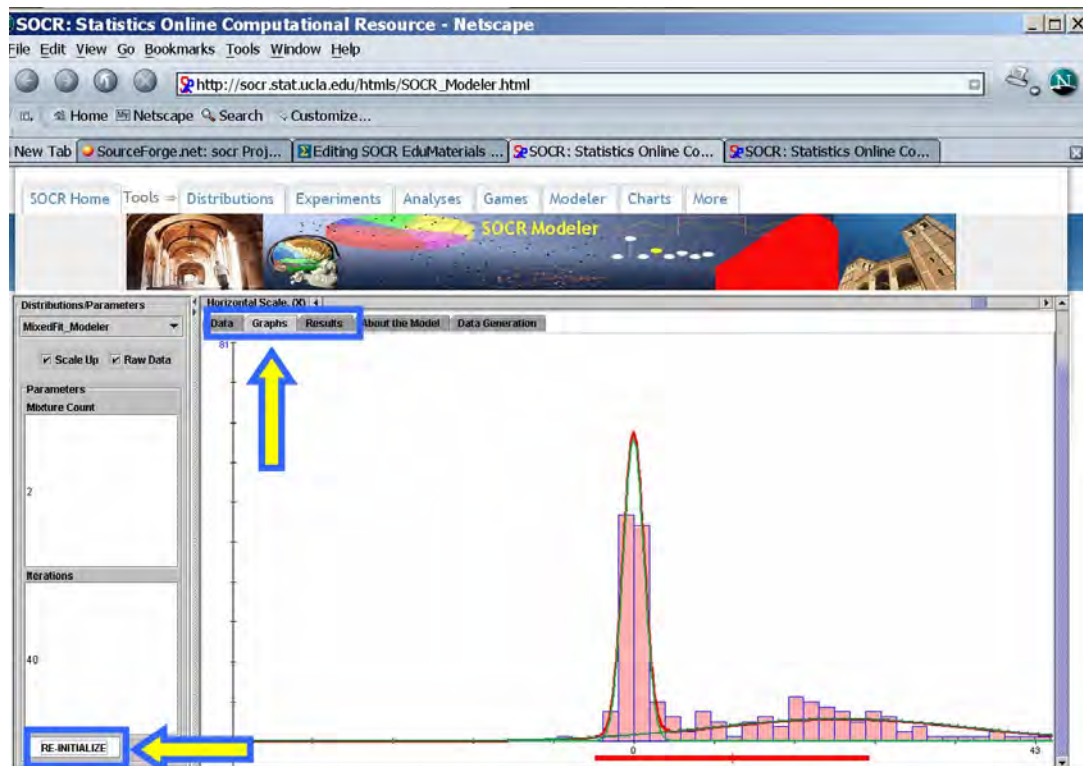 SOCR: Statistics Online Computational Resource - Netscape
File Edit View Go Bookmarks Tools Window Help
http://socr.stat.ucla.edu/htmls/SOCR_Modeler.html
Home Netscape Search Customize...
New Tab SourceForge.net: socr Proj... Editing SOCR EduMaterials ... SOCR: Statistics Online Co... SOCR: Statistics Online Co...
SOCR Home Tools ⇒ Distributions Experiments Analyses Games Modeler Charts More
SOCR Modeler
Distributions/Parameters
Horizontal Scale, (X)
MixedFit_Modeler
Data Graphs Results About the Model Data Generation
81
Scale Up Raw Data
Parameters
Mixture Count
2
Iterations
40
RE-INITIALIZE
0 43